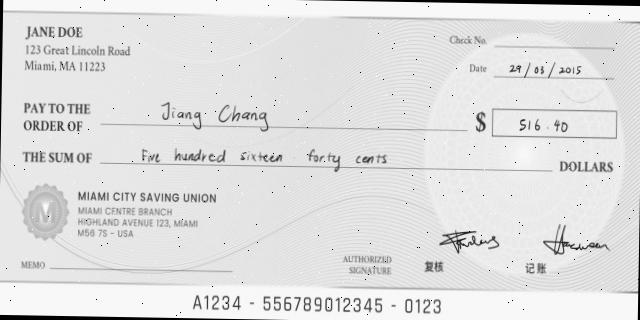 JANE DOE
123 Great Lincoln Road
Miami, MA 11223
Check No.
Date 29/03/2015
PAY TO THE
ORDER OF Jiang Chang
$ 516.40
THE SUM OF Five hundred sixteen forty cents
DOLLARS
M
MIAMI CITY SAVING UNION
MIAMI CENTRE BRANCH
HIGHLAND AVENUE 123, MIAMI
M56 7S - USA
MEMO
AUTHORIZED
SIGNATURE
复核
记账
A1234 - 556789012345 - 0123